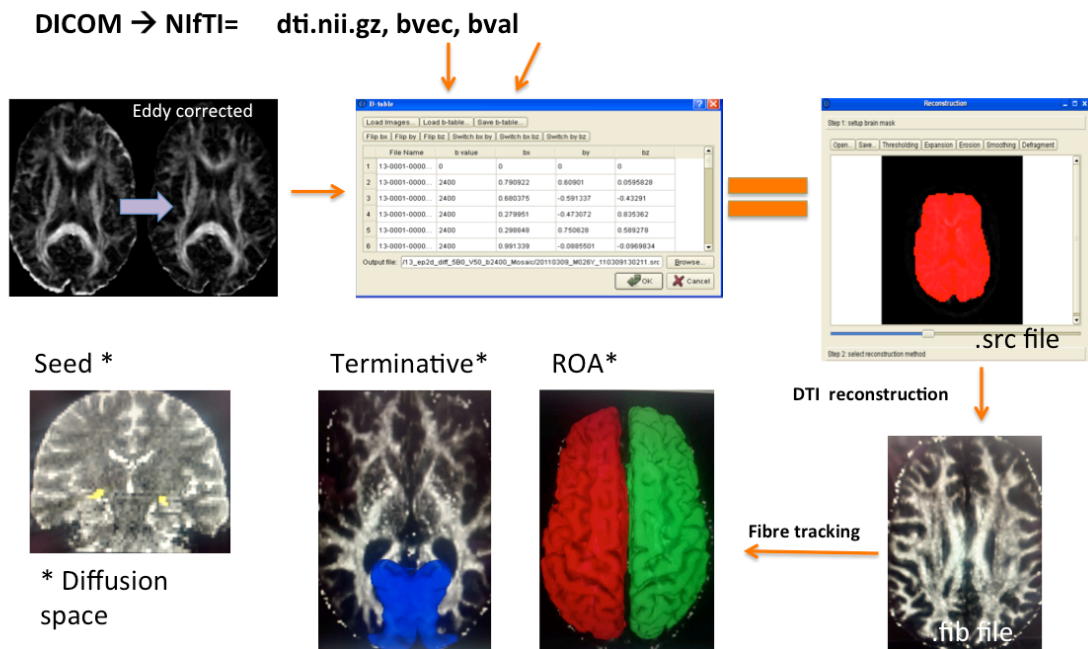 DICOM → NIfTI= dti.nii.gz, bvec, bval
Eddy corrected
B-table
Load Images... Load b-table... Save b-table...
Flip bx Flip by Flip bz Switch bx by Switch bx bz Switch by bz
File Name b value bx by bz
1 13-0001-0000... 0 0 0 0
2 13-0001-0000... 2400 0.790922 0.60901 0.0595828
3 13-0001-0000... 2400 0.680375 -0.591337 -0.43291
4 13-0001-0000... 2400 0.279951 -0.473072 0.835362
5 13-0001-0000... 2400 0.298848 0.750628 0.589278
6 13-0001-0000... 2400 0.991339 -0.0885501 -0.0969834
Output file: /13_ep2d_diff_5B0_V50_b2400_Mosaic/20110309_M026Y_110309130211.src Browse...
OK Cancel
Reconstruction
Step 1: setup brain mask
Open... Save... Thresholding Expansion Erosion Smoothing Defragment
.src file
Step 2: select reconstruction method
DTI reconstruction
.fib file
Fibre tracking
Seed *
Terminative*
ROA*
* Diffusion
space